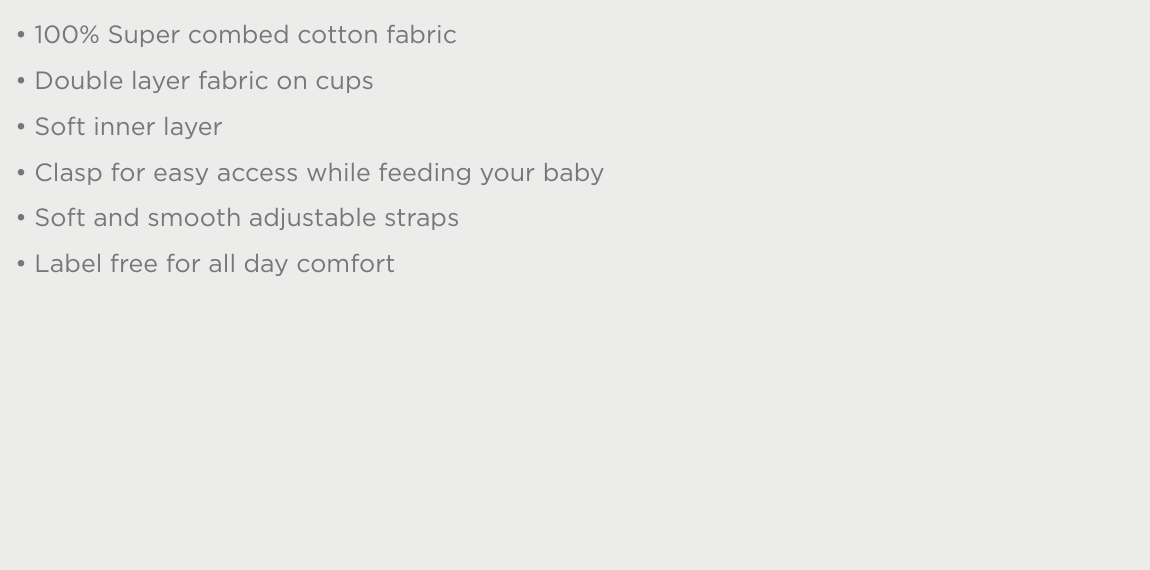 • 100% Super combed cotton fabric
• Double layer fabric on cups
• Soft inner layer
• Clasp for easy access while feeding your baby
• Soft and smooth adjustable straps
• Label free for all day comfort